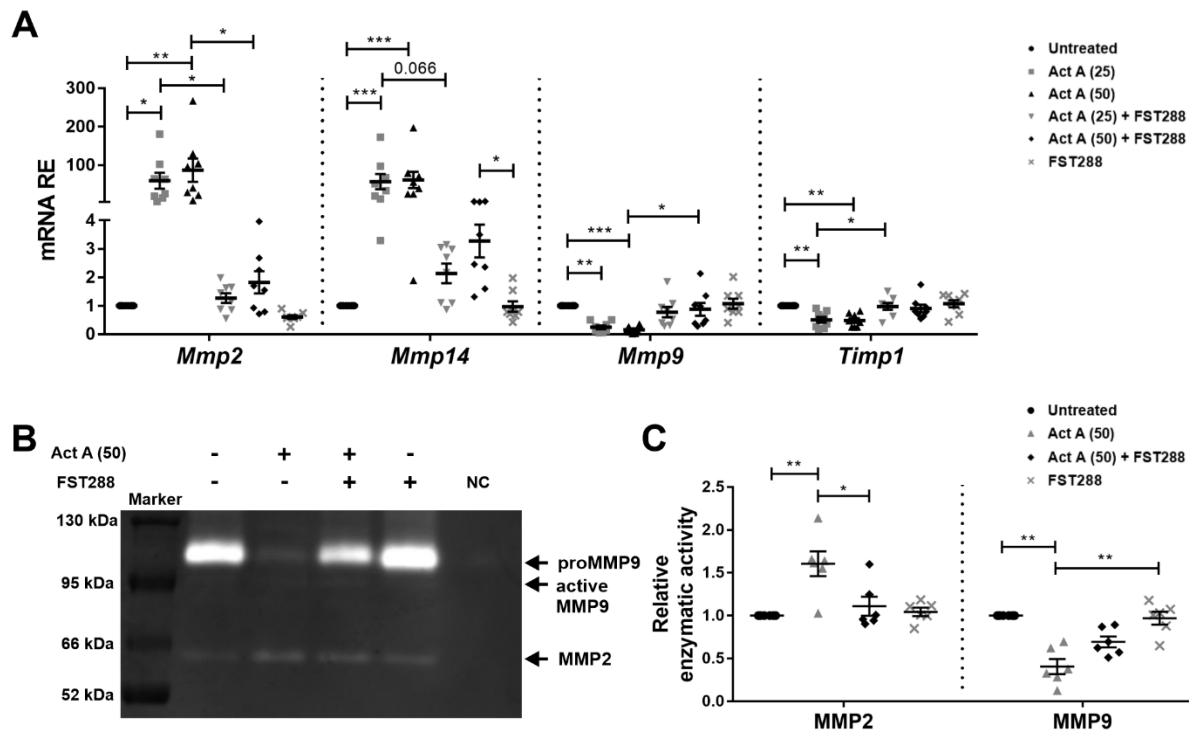 A
mRNA RE
300
200
100
4
3
2
1
0
**
*
*
*
***
0.066
***
*
***
*
**
**
*
**
Mmp2 Mmp14 Mmp9 Timp1
Untreated
Act A (25)
Act A (50)
Act A (25) + FST288
Act A (50) + FST288
FST288
B
Act A (50) - + + -
FST288 - - + + NC
Marker
130 kDa
95 kDa
66 kDa
52 kDa
proMMP9
active
MMP9
MMP2
C
Untreated
Act A (50)
Act A (50) + FST288
FST288
Relative
enzymatic activity
2.5
2.0
1.5
1.0
0.5
0.0
**
*
**
**
MMP2 MMP9